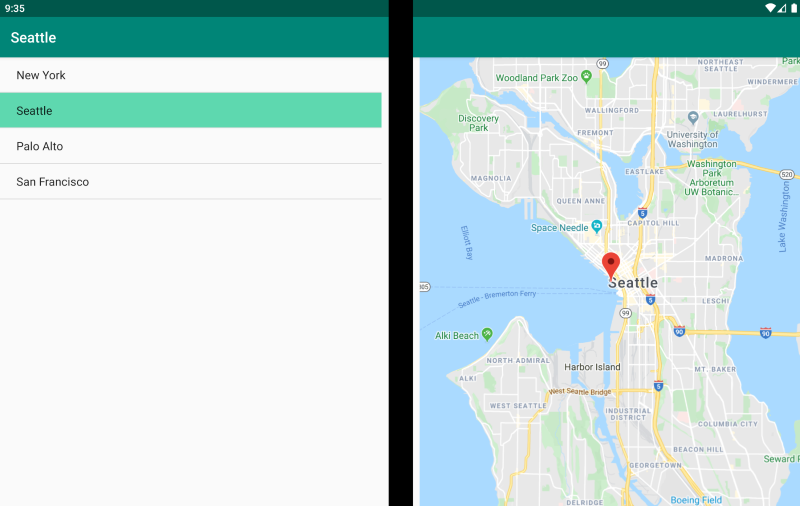 9:35
Seattle
New York
Seattle
Palo Alto
San Francisco
99
NORTHEAST
SEATTLE
Park
Woodland Park Zoo
WINDERMERE
WALLINGFORD
LAURELHURST
Discovery
Park
FREMONT
University of
Washington
Washington
Park
Arboretum
UW Botanic...
EASTLAKE
520
MAGNOLIA
QUEEN ANNE
5
CAPITOL HILL
Space Needle
Elliott Bay
Lake Washington
MADRONA
Seattle
305
Seattle - Bremerton Ferry
5
LESCHI
99
90
90
Alki Beach
NORTH ADMIRAL
Harbor Island
MT. BAKER
ALKI
5
West Seattle Bridge
WEST SEATTLE
INDUSTRIAL
DISTRICT
COLUMBIA CITY
BEACON HILL
GEORGETOWN
Seward P
DELRIDGE
Boeing Field